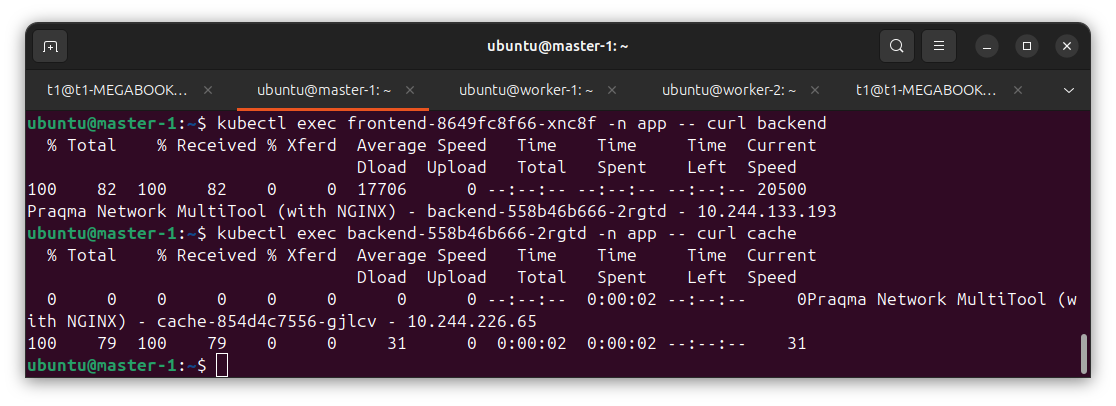 ubuntu@master-1: ~
t1@t1-MEGABOOK... ubuntu@master-1: ~ ubuntu@worker-1: ~ ubuntu@worker-2: ~ t1@t1-MEGABOOK...
ubuntu@master-1:~$ kubectl exec frontend-8649fc8f66-xnc8f -n app -- curl backend
  % Total    % Received % Xferd  Average Speed   Time    Time     Time  Current
                                 Dload  Upload   Total   Spent    Left  Speed
100    82  100    82    0     0  17706      0 --:--:-- --:--:-- --:--:-- 20500
Praqma Network MultiTool (with NGINX) - backend-558b46b666-2rgtd - 10.244.133.193
ubuntu@master-1:~$ kubectl exec backend-558b46b666-2rgtd -n app -- curl cache
  % Total    % Received % Xferd  Average Speed   Time    Time     Time  Current
                                 Dload  Upload   Total   Spent    Left  Speed
  0     0    0     0    0     0      0      0 --:--:--  0:00:02 --:--:--     0Praqma Network MultiTool (w
ith NGINX) - cache-854d4c7556-gjlcv - 10.244.226.65
100    79  100    79    0     0     31      0  0:00:02  0:00:02 --:--:--    31
ubuntu@master-1:~$